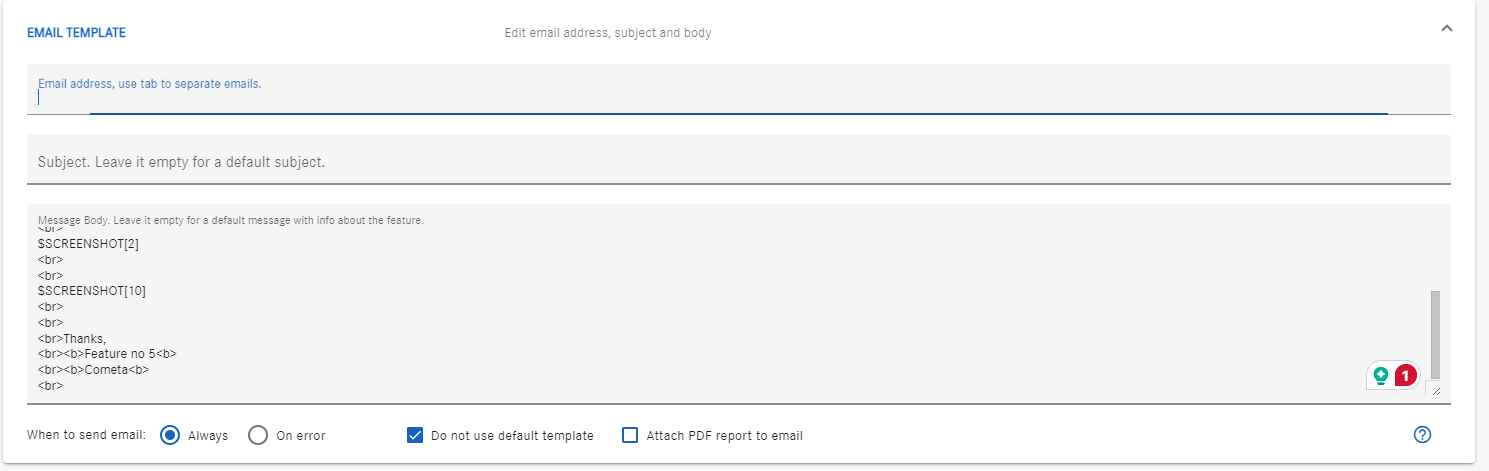 EMAIL TEMPLATE
Edit email address, subject and body
Email address, use tab to separate emails.
Subject. Leave it empty for a default subject.
Message Body. Leave it empty for a default message with info about the feature.
<br>
$SCREENSHOT[2]
<br>
<br>
$SCREENSHOT[10]
<br>
<br>
<br>Thanks,
<br><b>Feature no 5<b>
<br><b>Cometa<b>
<br>
1
When to send email: Always On error Do not use default template Attach PDF report to email ?